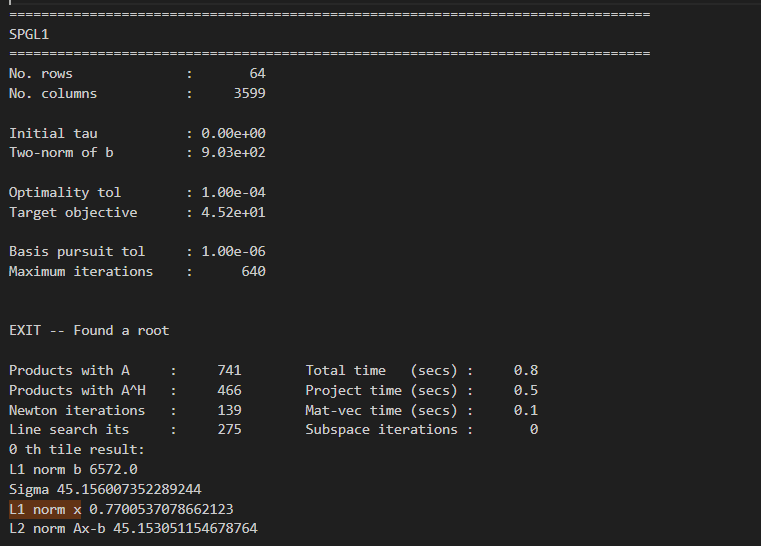 ================================================================================
SPGL1
================================================================================
No. rows              :       64
No. columns           :     3599
Initial tau           : 0.00e+00
Two-norm of b         : 9.03e+02
Optimality tol        : 1.00e-04
Target objective      : 4.52e+01
Basis pursuit tol     : 1.00e-06
Maximum iterations    :      640
EXIT -- Found a root
Products with A     :     741        Total time   (secs) :     0.8
Products with A^H   :     466        Project time (secs) :     0.5
Newton iterations   :     139        Mat-vec time (secs) :     0.1
Line search its     :     275        Subspace iterations :       0
0 th tile result:
L1 norm b 6572.0
Sigma 45.156007352289244
L1 norm x 0.7700537078662123
L2 norm Ax-b 45.153051154678764